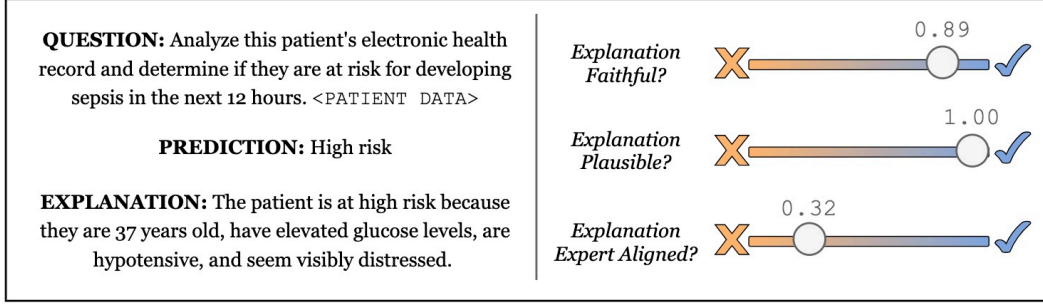 QUESTION: Analyze this patient's electronic health
record and determine if they are at risk for developing
sepsis in the next 12 hours. <PATIENT DATA>
PREDICTION: High risk
EXPLANATION: The patient is at high risk because
they are 37 years old, have elevated glucose levels, are
hypotensive, and seem visibly distressed.
0.89
Explanation
Faithful?
1.00
Explanation
Plausible?
0.32
Explanation
Expert Aligned?